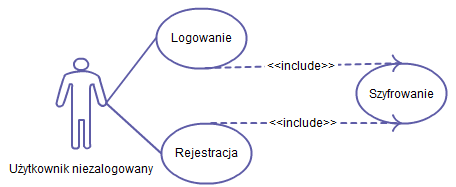 Logowanie
<<include>>
Szyfrowanie
<<include>>
Rejestracja
Użytkownik niezalogowany